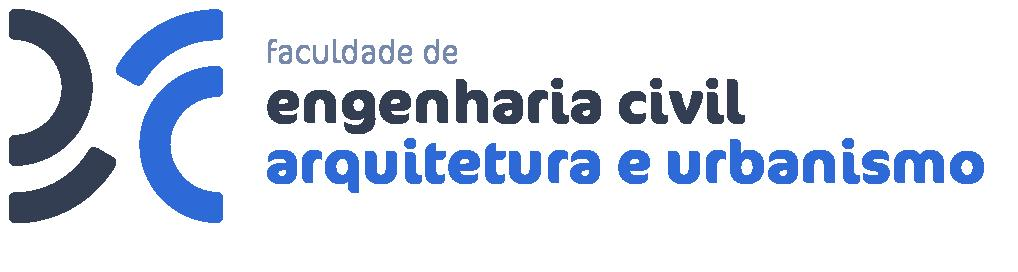 faculdade de
engenharia civil
arquitetura e urbanismo